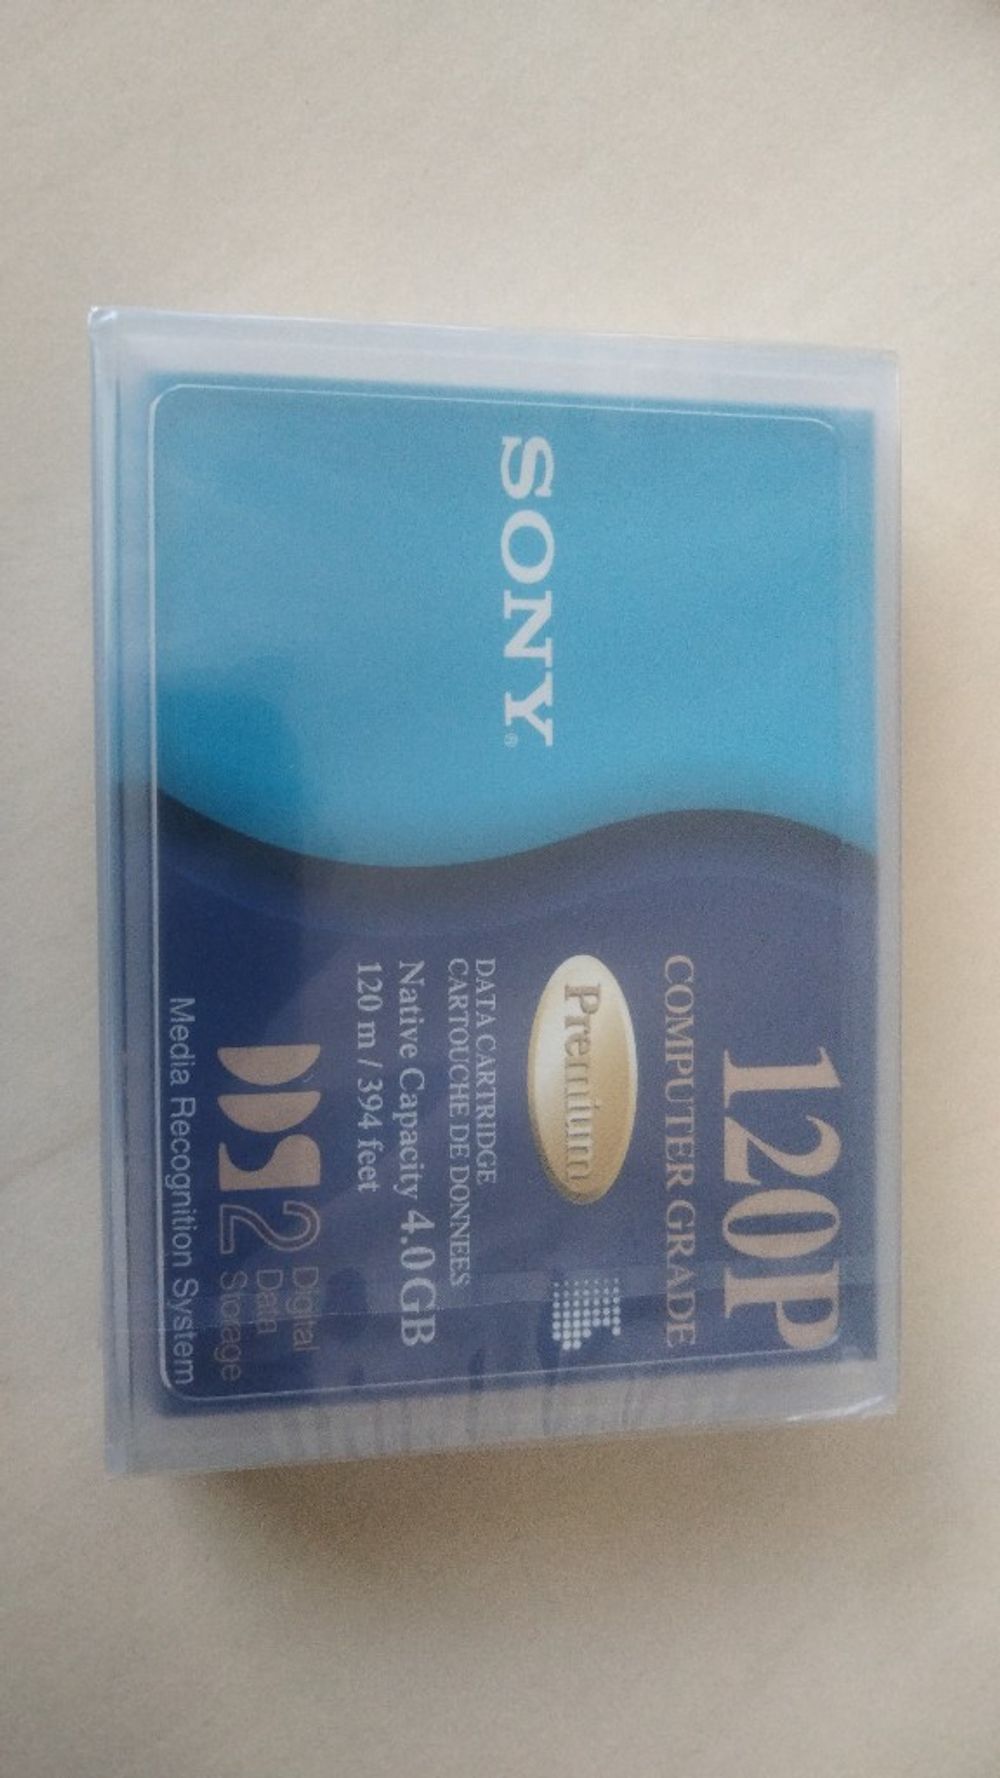 SONY®
120P
COMPUTER GRADE
Premium
DATA CARTRIDGE
CARTOUCHE DE DONNEES
Native Capacity 4.0GB
120 m / 394 feet
DDS2 Digital
Data
Storage
Media Recognition System